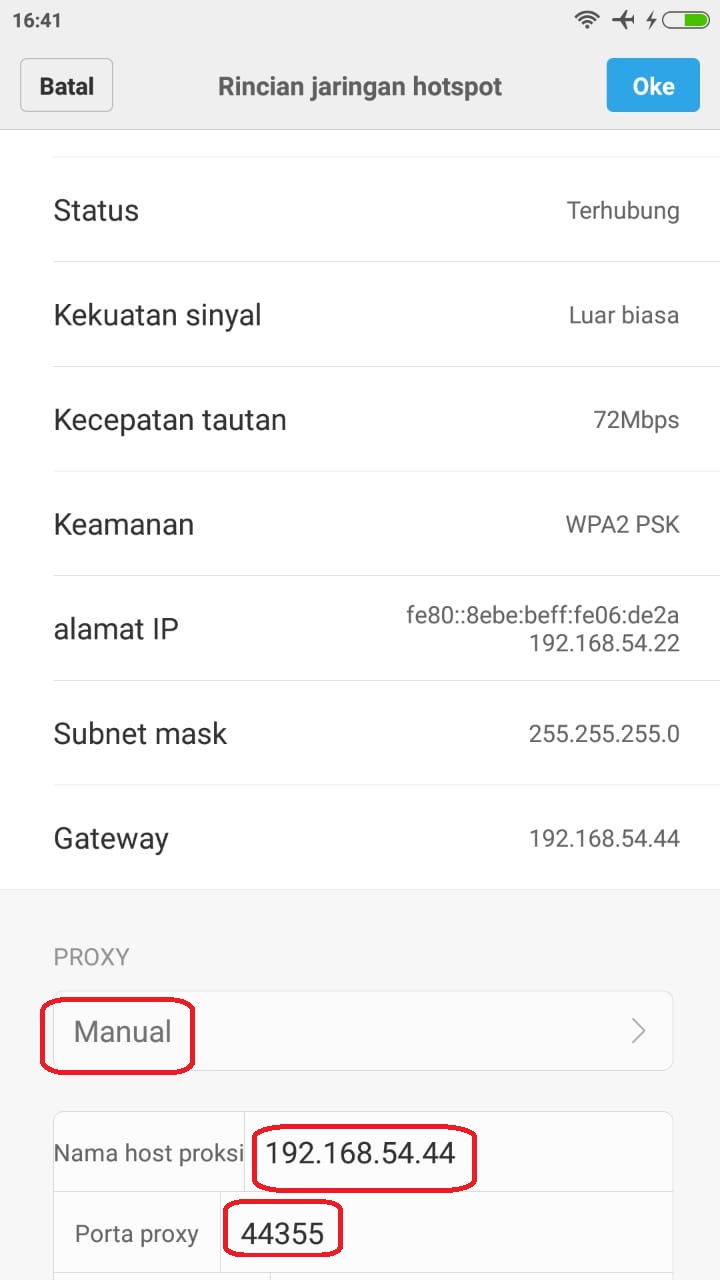 16:41
Batal
Rincian jaringan hotspot
Oke
Status
Terhubung
Kekuatan sinyal
Luar biasa
Kecepatan tautan
72Mbps
Keamanan
WPA2 PSK
alamat IP
fe80::8ebe:beff:fe06:de2a
192.168.54.22
Subnet mask
255.255.255.0
Gateway
192.168.54.44
PROXY
Manual
Nama host proksi
192.168.54.44
Porta proxy
44355